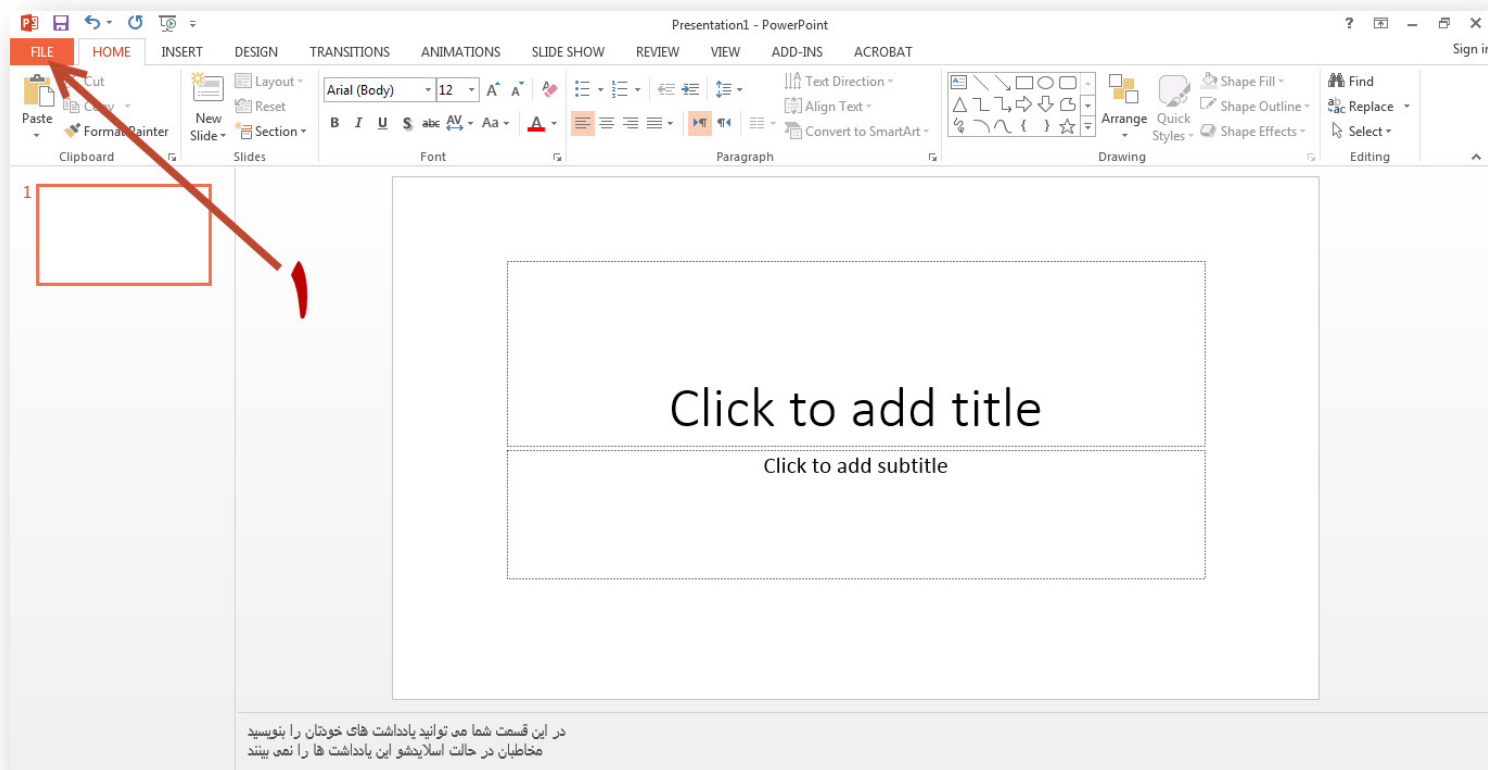 Presentation1 - PowerPoint
?
FILE HOME INSERT DESIGN TRANSITIONS ANIMATIONS SLIDE SHOW REVIEW VIEW ADD-INS ACROBAT
Sign in
Paste
Cut
Copy
Format Painter
Clipboard
New
Slide
Layout
Reset
Section
Slides
Arial (Body) 12
B I U S abc AV Aa A
Font
Text Direction
Align Text
Convert to SmartArt
Paragraph
Arrange
Quick
Styles
Shape Fill
Shape Outline
Shape Effects
Drawing
Find
Replace
Select
Editing
1
۱
Click to add title
Click to add subtitle
در این قسمت شما می توانید یادداشت های خودتان را بنویسید
مخاطبان در حالت اسلایدشو این یادداشت ها را نمی بینند